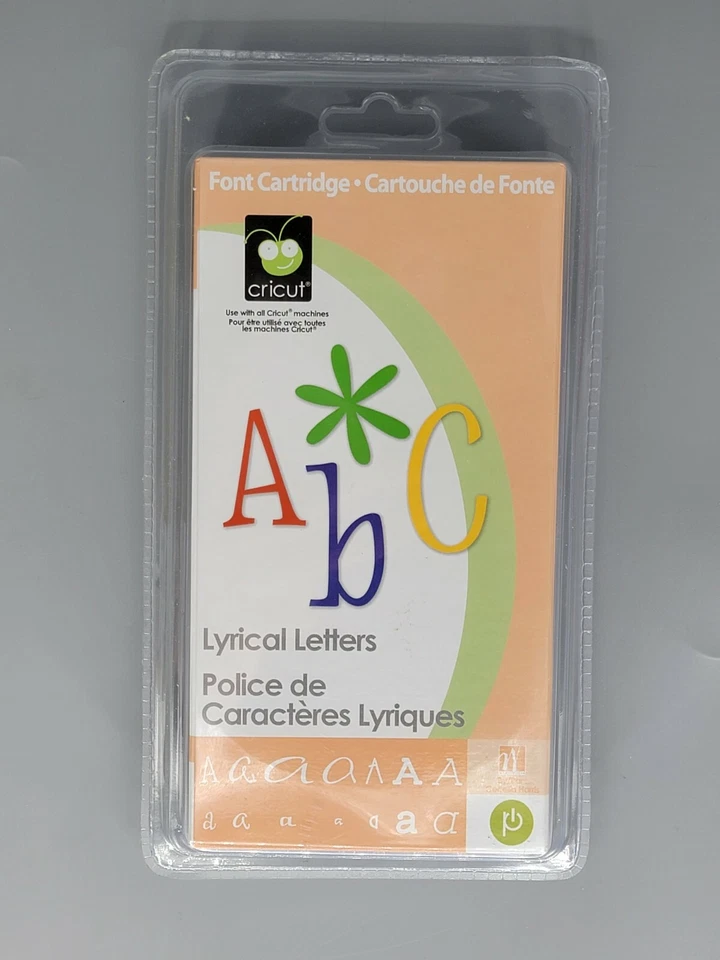 Font Cartridge • Cartouche de Fonte
cricut®
Use with all Cricut® machines
Pour être utilisé avec toutes
les machines Cricut®
A b C
Lyrical Letters
Police de
Caractères Lyriques
A a a a A A A
a a a a a a a